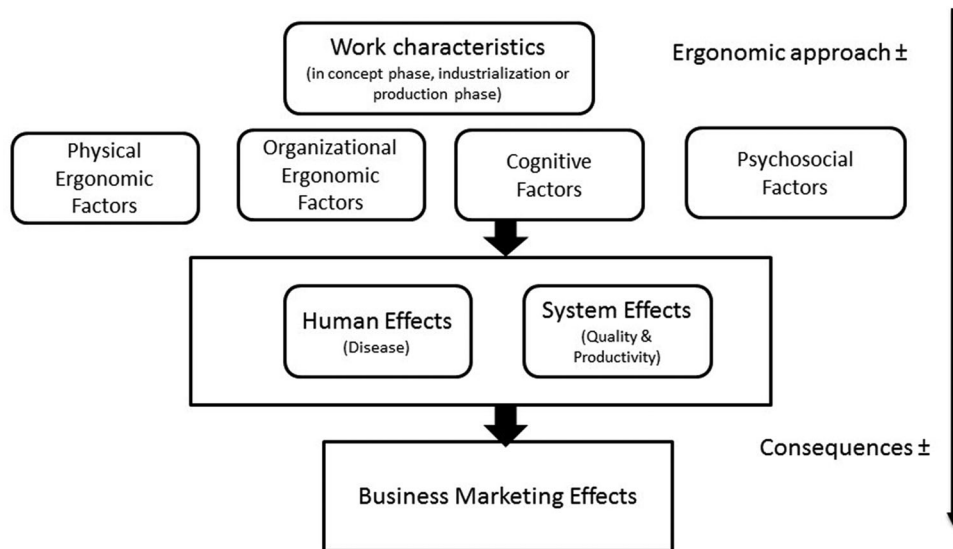 Work characteristics
(in concept phase, industrialization or
production phase)
Ergonomic approach ±
Physical
Ergonomic
Factors
Organizational
Ergonomic
Factors
Cognitive
Factors
Psychosocial
Factors
Human Effects
(Disease)
System Effects
(Quality &
Productivity)
Consequences ±
Business Marketing Effects